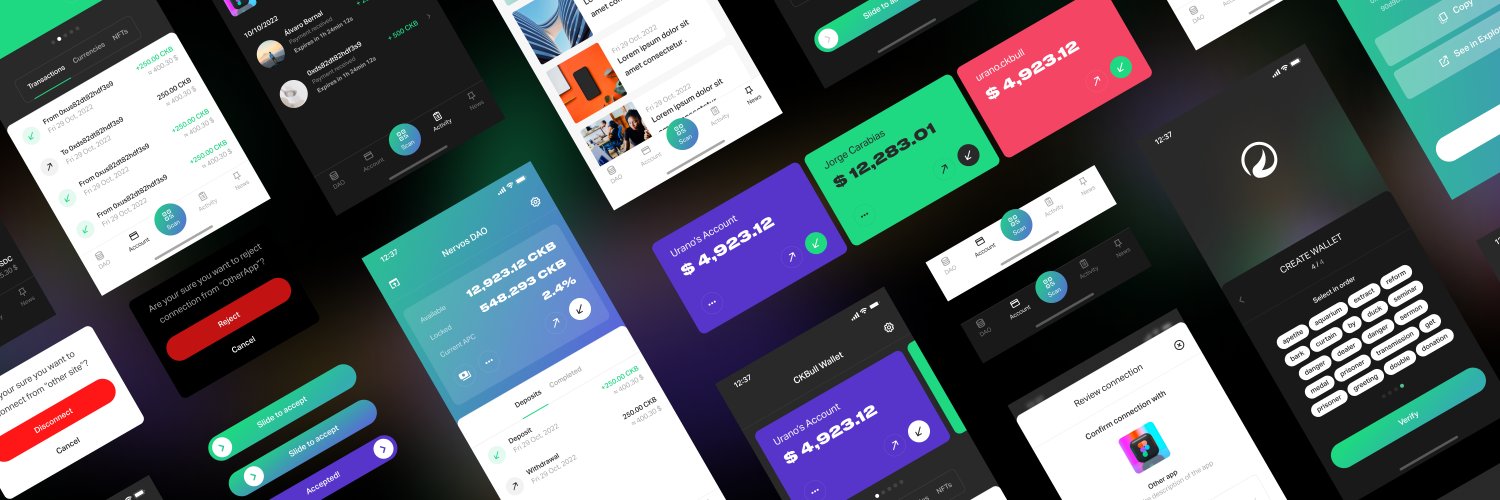 Transactions
Currencies
NFTs
From 0xus82dt82hdf3s9
Fri 29 Oct, 2022
+250.00 CKB
≈ 400.30 $
To 0xds82dt82hdf3s9
Fri 29 Oct, 2022
250.00 CKB
≈ 400.30 $
From 0xus82dt82hdf3s9
Fri 29 Oct, 2022
+250.00 CKB
≈ 400.30 $
From 0xus82dt82hdf3s9
Fri 29 Oct, 2022
+250.00 CKB
≈ 400.30 $
DAO
Account
Scan
Activity
News
10/10/2022
Álvaro Bernal
Payment received
Expires in 1h 24min 12s
0xds82dt82hdf3s9
Payment received
Expires in 1h 24min 12s
+ 500 CKB
DAO
Account
Scan
Activity
News
Fri 29 Oct, 2022
Lorem ipsum dolor sit
amet consectetur .
Fri 29 Oct, 2022
Lorem ipsum dolor sit
DAO
Account
Scan
Activity
News
Slide to accept
DAO
News
Copy
See in Explo
Are your sure you want to reject
connection from "OtherApp"?
Reject
Cancel
your sure you want to
connect from "other site"?
Disconnect
Cancel
Slide to accept
Slide to accept
Accepted!
12:37
Nervos DAO
Available
12,923.12 CKB
Locked
548.293 CKB
Current APC
2.4%
Deposits
Completed
Deposit
Fri 29 Oct, 2022
+250.00 CKB
≈ 400.30 $
Withdrawal
Fri 29 Oct, 2022
250.00 CKB
≈ 400.30 $
Urano's Account
$ 4,923.12
Jorge Carabias
$ 12,283.01
urano.ckbull
$ 4,923.12
DAO
Account
Scan
Activity
News
DAO
Account
Scan
Activity
News
12:37
CKBull Wallet
Urano's Account
$ 4,923.12
NFTs
Review connection
Confirm connection with
Other app
description of the app
12:37
CREATE WALLET
4 / 4
Select in order
apetite
aquarium
extract
reform
bark
curtain
by
duck
seminar
danger
dealer
danger
sermon
medal
prisoner
transmission
get
prisoner
greeting
double
donation
Verify